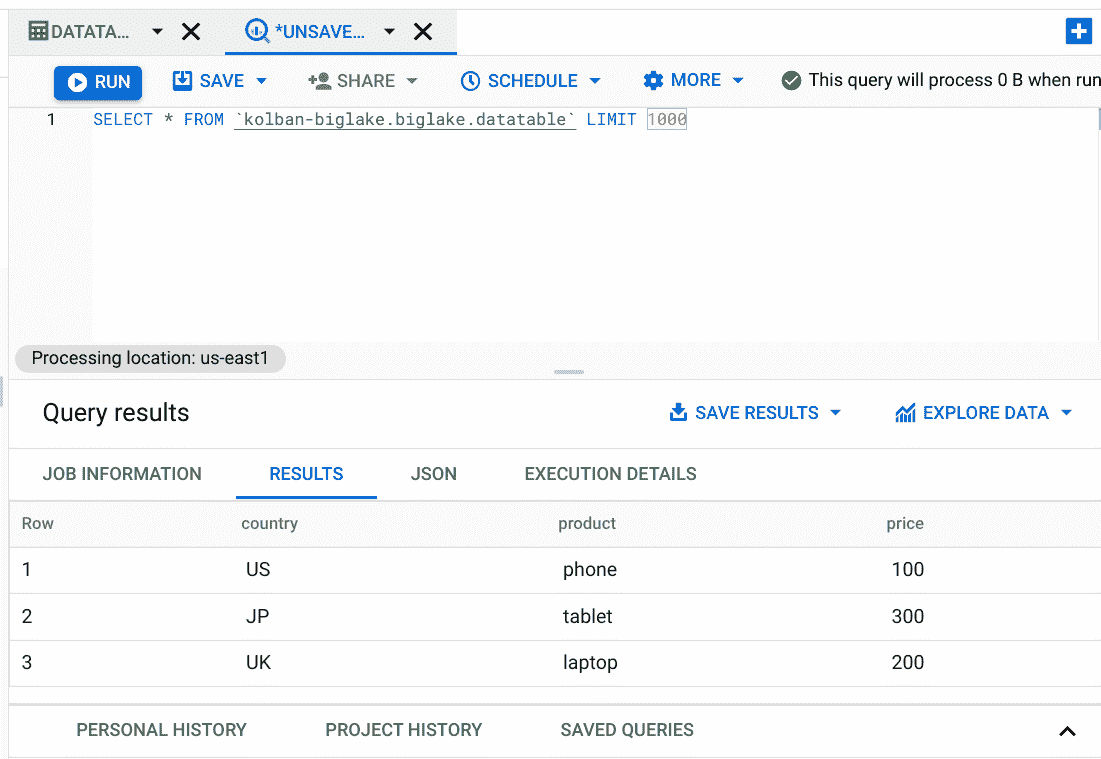 DATATA... *UNSAVE...
RUN SAVE SHARE SCHEDULE MORE This query will process 0 B when run
1 SELECT * FROM `kolban-biglake.biglake.datatable` LIMIT 1000
Processing location: us-east1
Query results SAVE RESULTS EXPLORE DATA
JOB INFORMATION RESULTS JSON EXECUTION DETAILS
Row country product price
1 US phone 100
2 JP tablet 300
3 UK laptop 200
PERSONAL HISTORY PROJECT HISTORY SAVED QUERIES